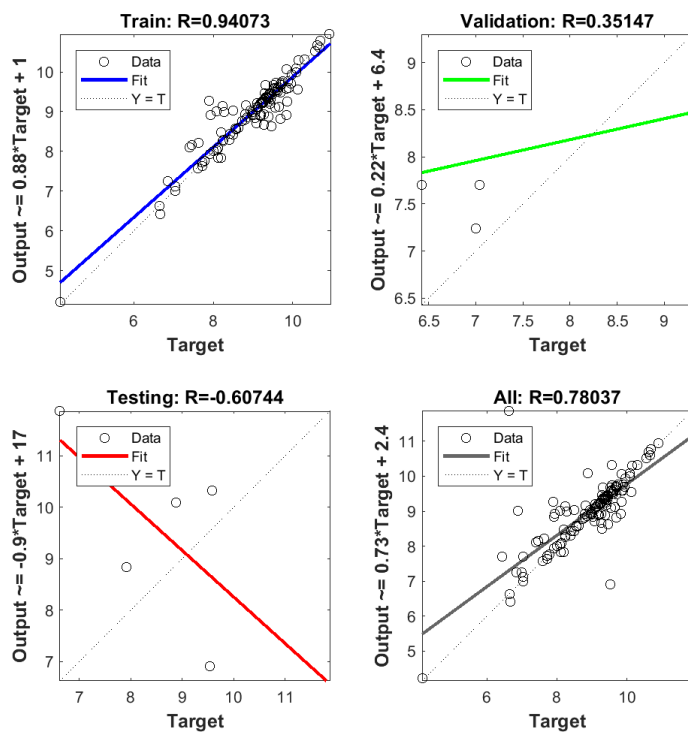 Train: R=0.94073
Output ~= 0.88*Target + 1
10
9
8
7
6
5
Data
Fit
Y = T
6
8
10
Target
Validation: R=0.35147
Output ~= 0.22*Target + 6.4
9
8.5
8
7.5
7
6.5
Data
Fit
Y = T
6.5
7
7.5
8
8.5
9
Target
Testing: R=-0.60744
Output ~= -0.9*Target + 17
11
10
9
8
7
Data
Fit
Y = T
7
8
9
10
11
Target
All: R=0.78037
Output ~= 0.73*Target + 2.4
11
10
9
8
7
6
5
Data
Fit
Y = T
6
8
10
Target